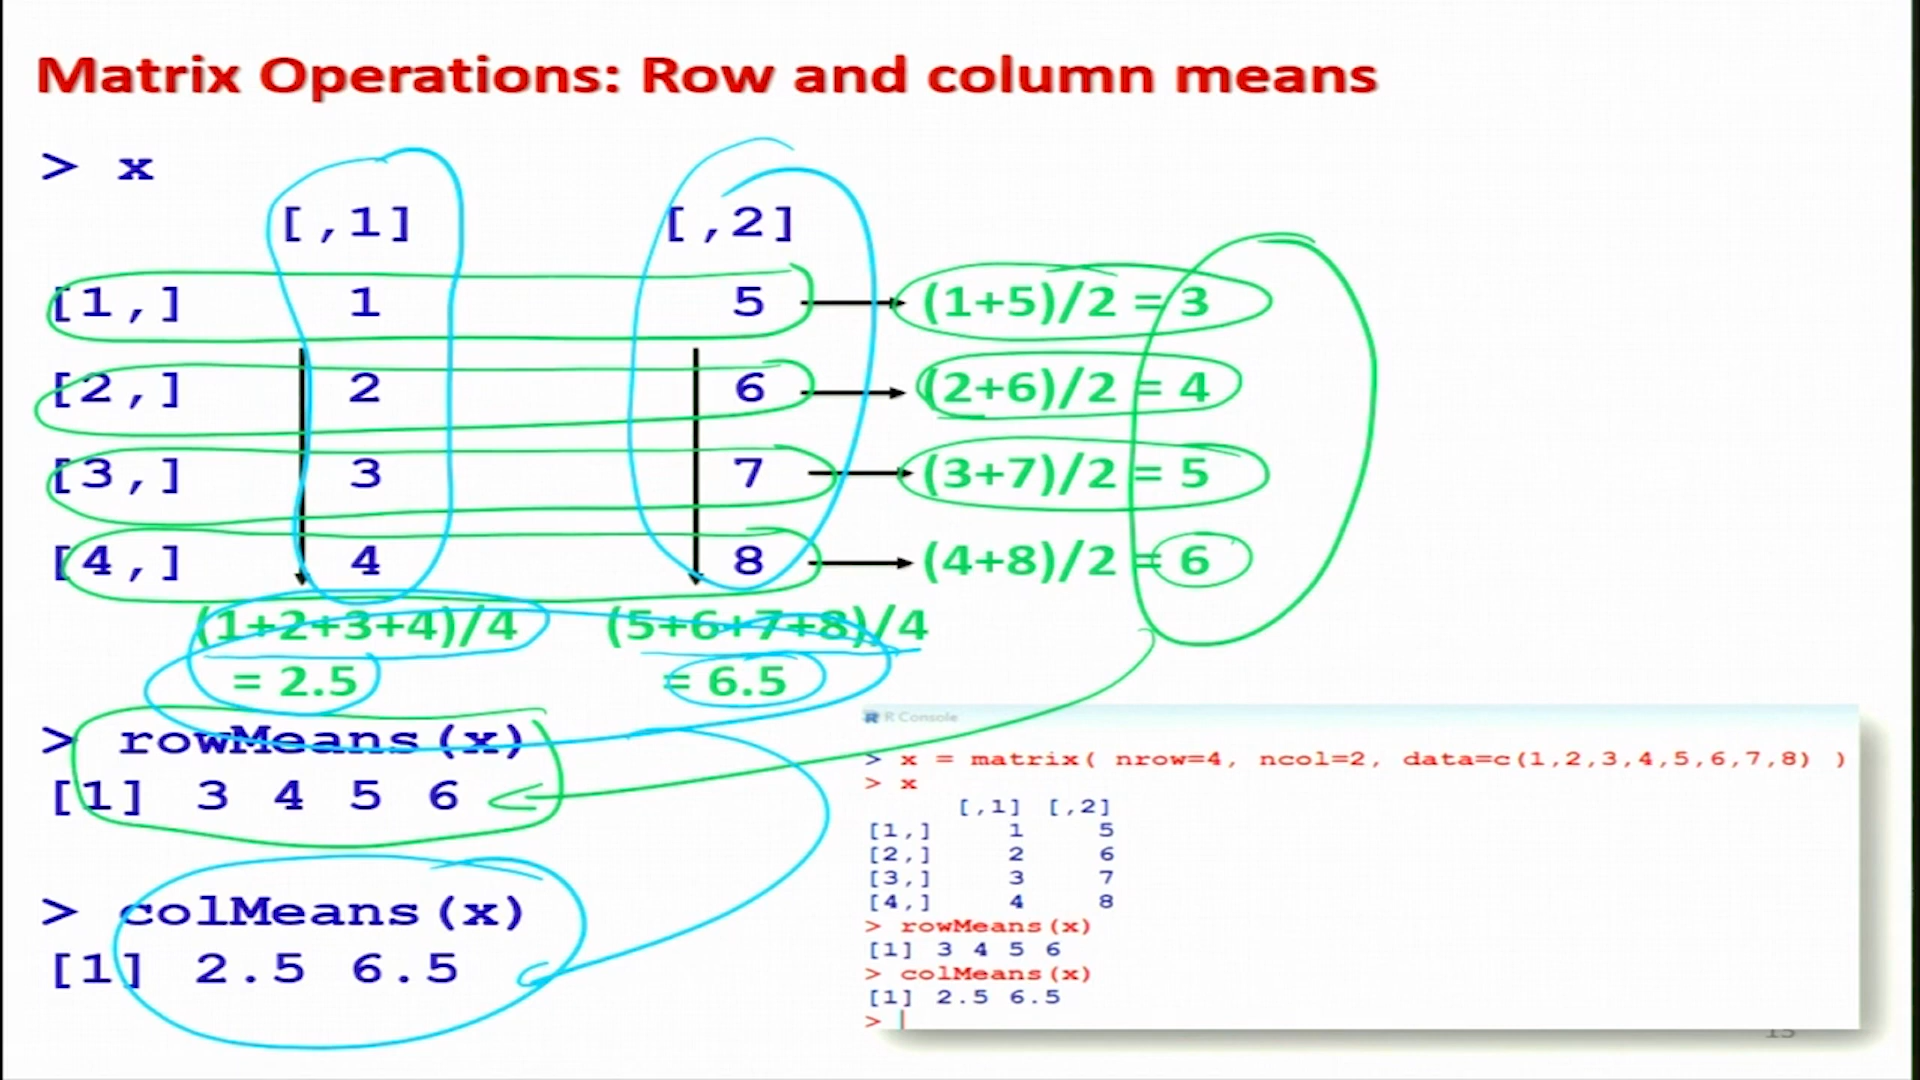 Matrix Operations: Row and column means
> x
[,1] [,2]
[1,] 1 5 (1+5)/2 = 3
[2,] 2 6 (2+6)/2 = 4
[3,] 3 7 (3+7)/2 = 5
[4,] 4 8 (4+8)/2 = 6
(1+2+3+4)/4 (5+6+7+8)/4
= 2.5 = 6.5
> rowMeans(x)
[1] 3 4 5 6
> colMeans(x)
[1] 2.5 6.5
R Console
> x = matrix( nrow=4, ncol=2, data=c(1,2,3,4,5,6,7,8) )
> x
[,1] [,2]
[1,] 1 5
[2,] 2 6
[3,] 3 7
[4,] 4 8
> rowMeans(x)
[1] 3 4 5 6
> colMeans(x)
[1] 2.5 6.5
>
15